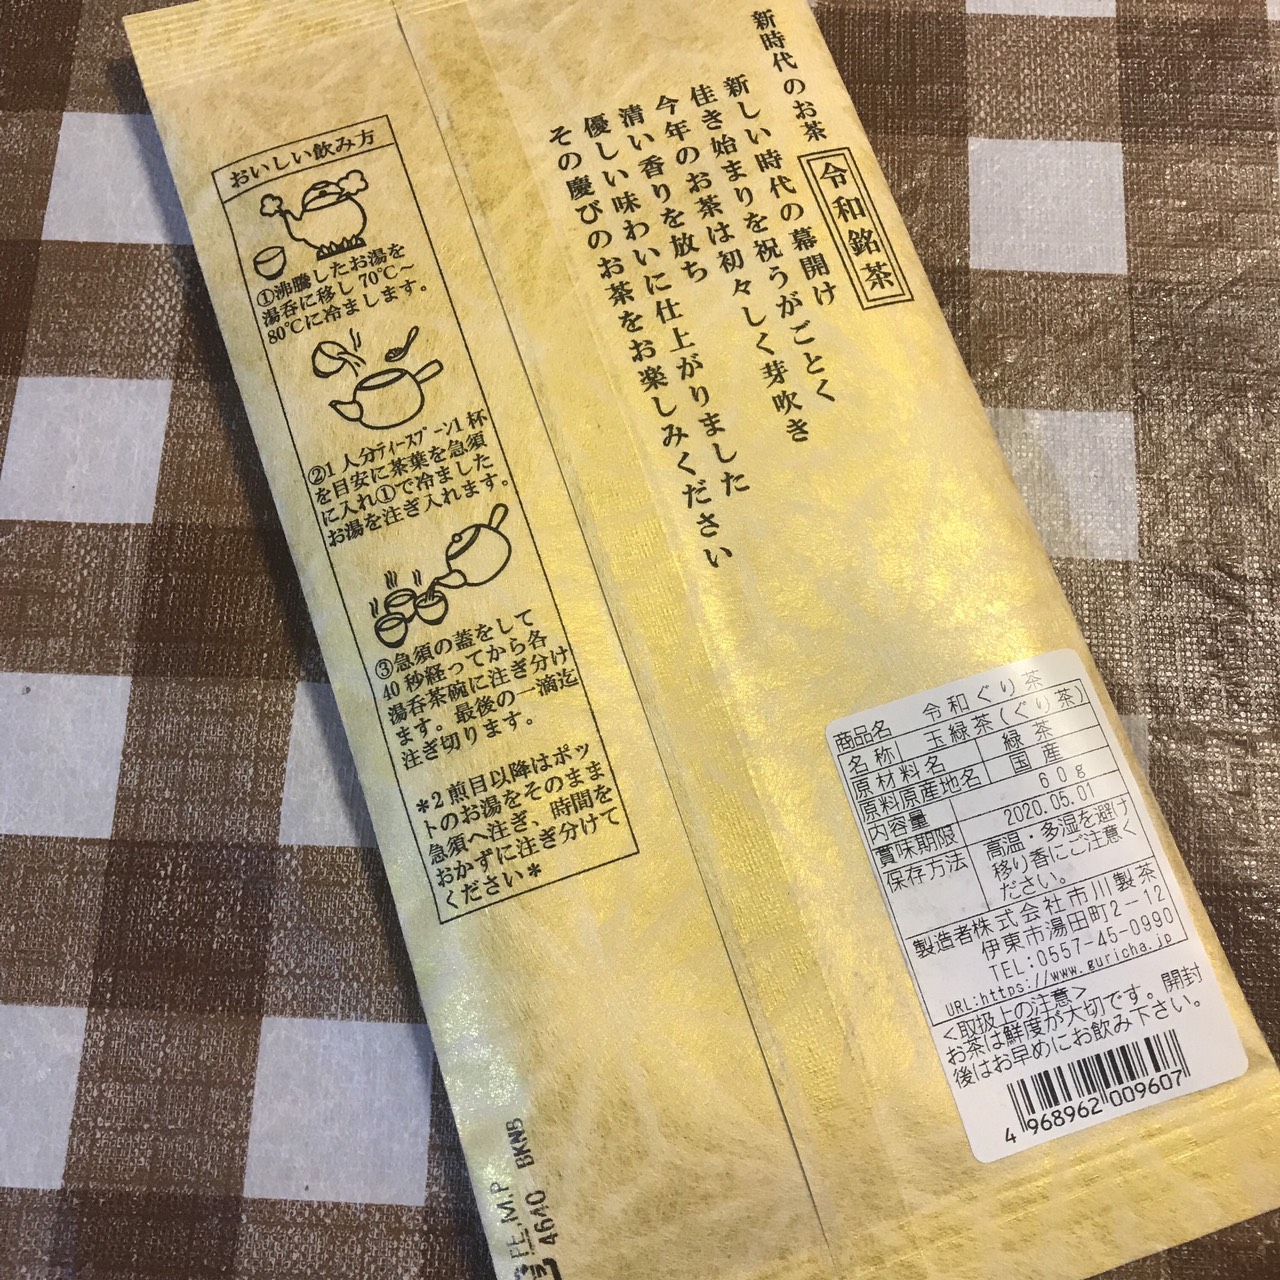 新時代のお茶 令和銘茶
新しい時代の幕開け
佳き始まりを祝うがごとく
今年のお茶は初々しく芽吹き
清い香りを放ち
優しい味わいに仕上がりました
その慶びのお茶をお楽しみください
おいしい飲み方
①沸騰したお湯を
湯呑に移し70℃～
80℃に冷まします。
②1人分ティースプーン1杯
を目安に茶葉を急須
に入れ①で冷ました
お湯を注ぎ入れます。
③急須の蓋をして
40秒経ってから各
湯呑茶碗に注ぎ分け
ます。最後の一滴迄
注ぎ切ります。
*2煎目以降はポッ
トのお湯をそのまま
急須へ注ぎ、時間を
おかずに注ぎ分けて
ください*
商品名 令和ぐり茶
名称 玉緑茶(ぐり茶)
原材料名 緑茶
原料原産地名 国産
内容量 60g
賞味期限 2020.05.01
保存方法 高温・多湿を避け
移り香にご注意く
ださい。
製造者 株式会社市川製茶
伊東市湯田町2-12
TEL:0557-45-0990
URL:https://www.guricha.jp
<取扱上の注意>
お茶は鮮度が大切です。開封
後はお早めにお飲み下さい。
4 968962 009607
PE,M,P
4640 BKNB